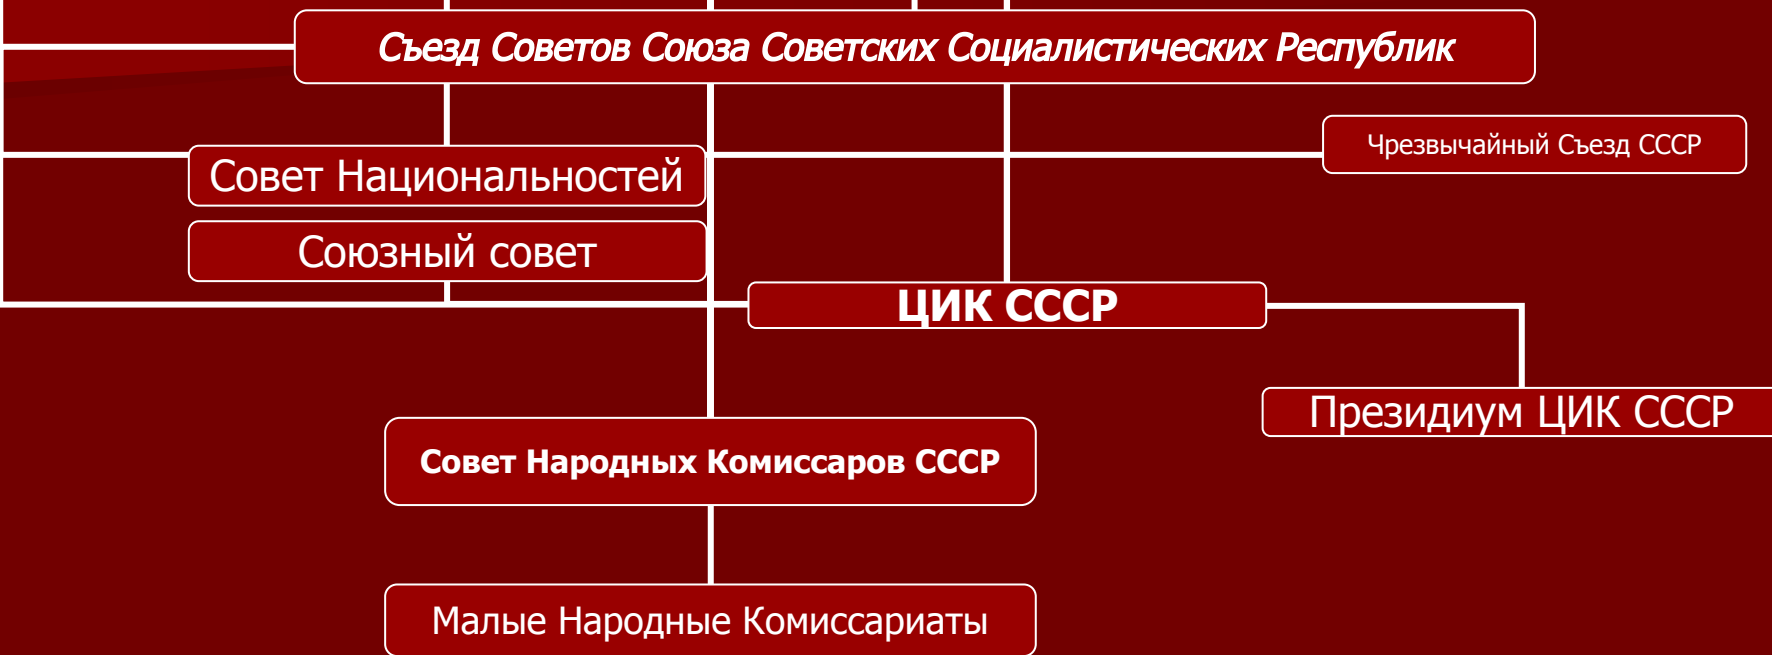 Съезд Советов Союза Советских Социалистических Республик
Чрезвычайный Съезд СССР
Совет Национальностей
Союзный совет
ЦИК СССР
Президиум ЦИК СССР
Совет Народных Комиссаров СССР
Малые Народные Комиссариаты